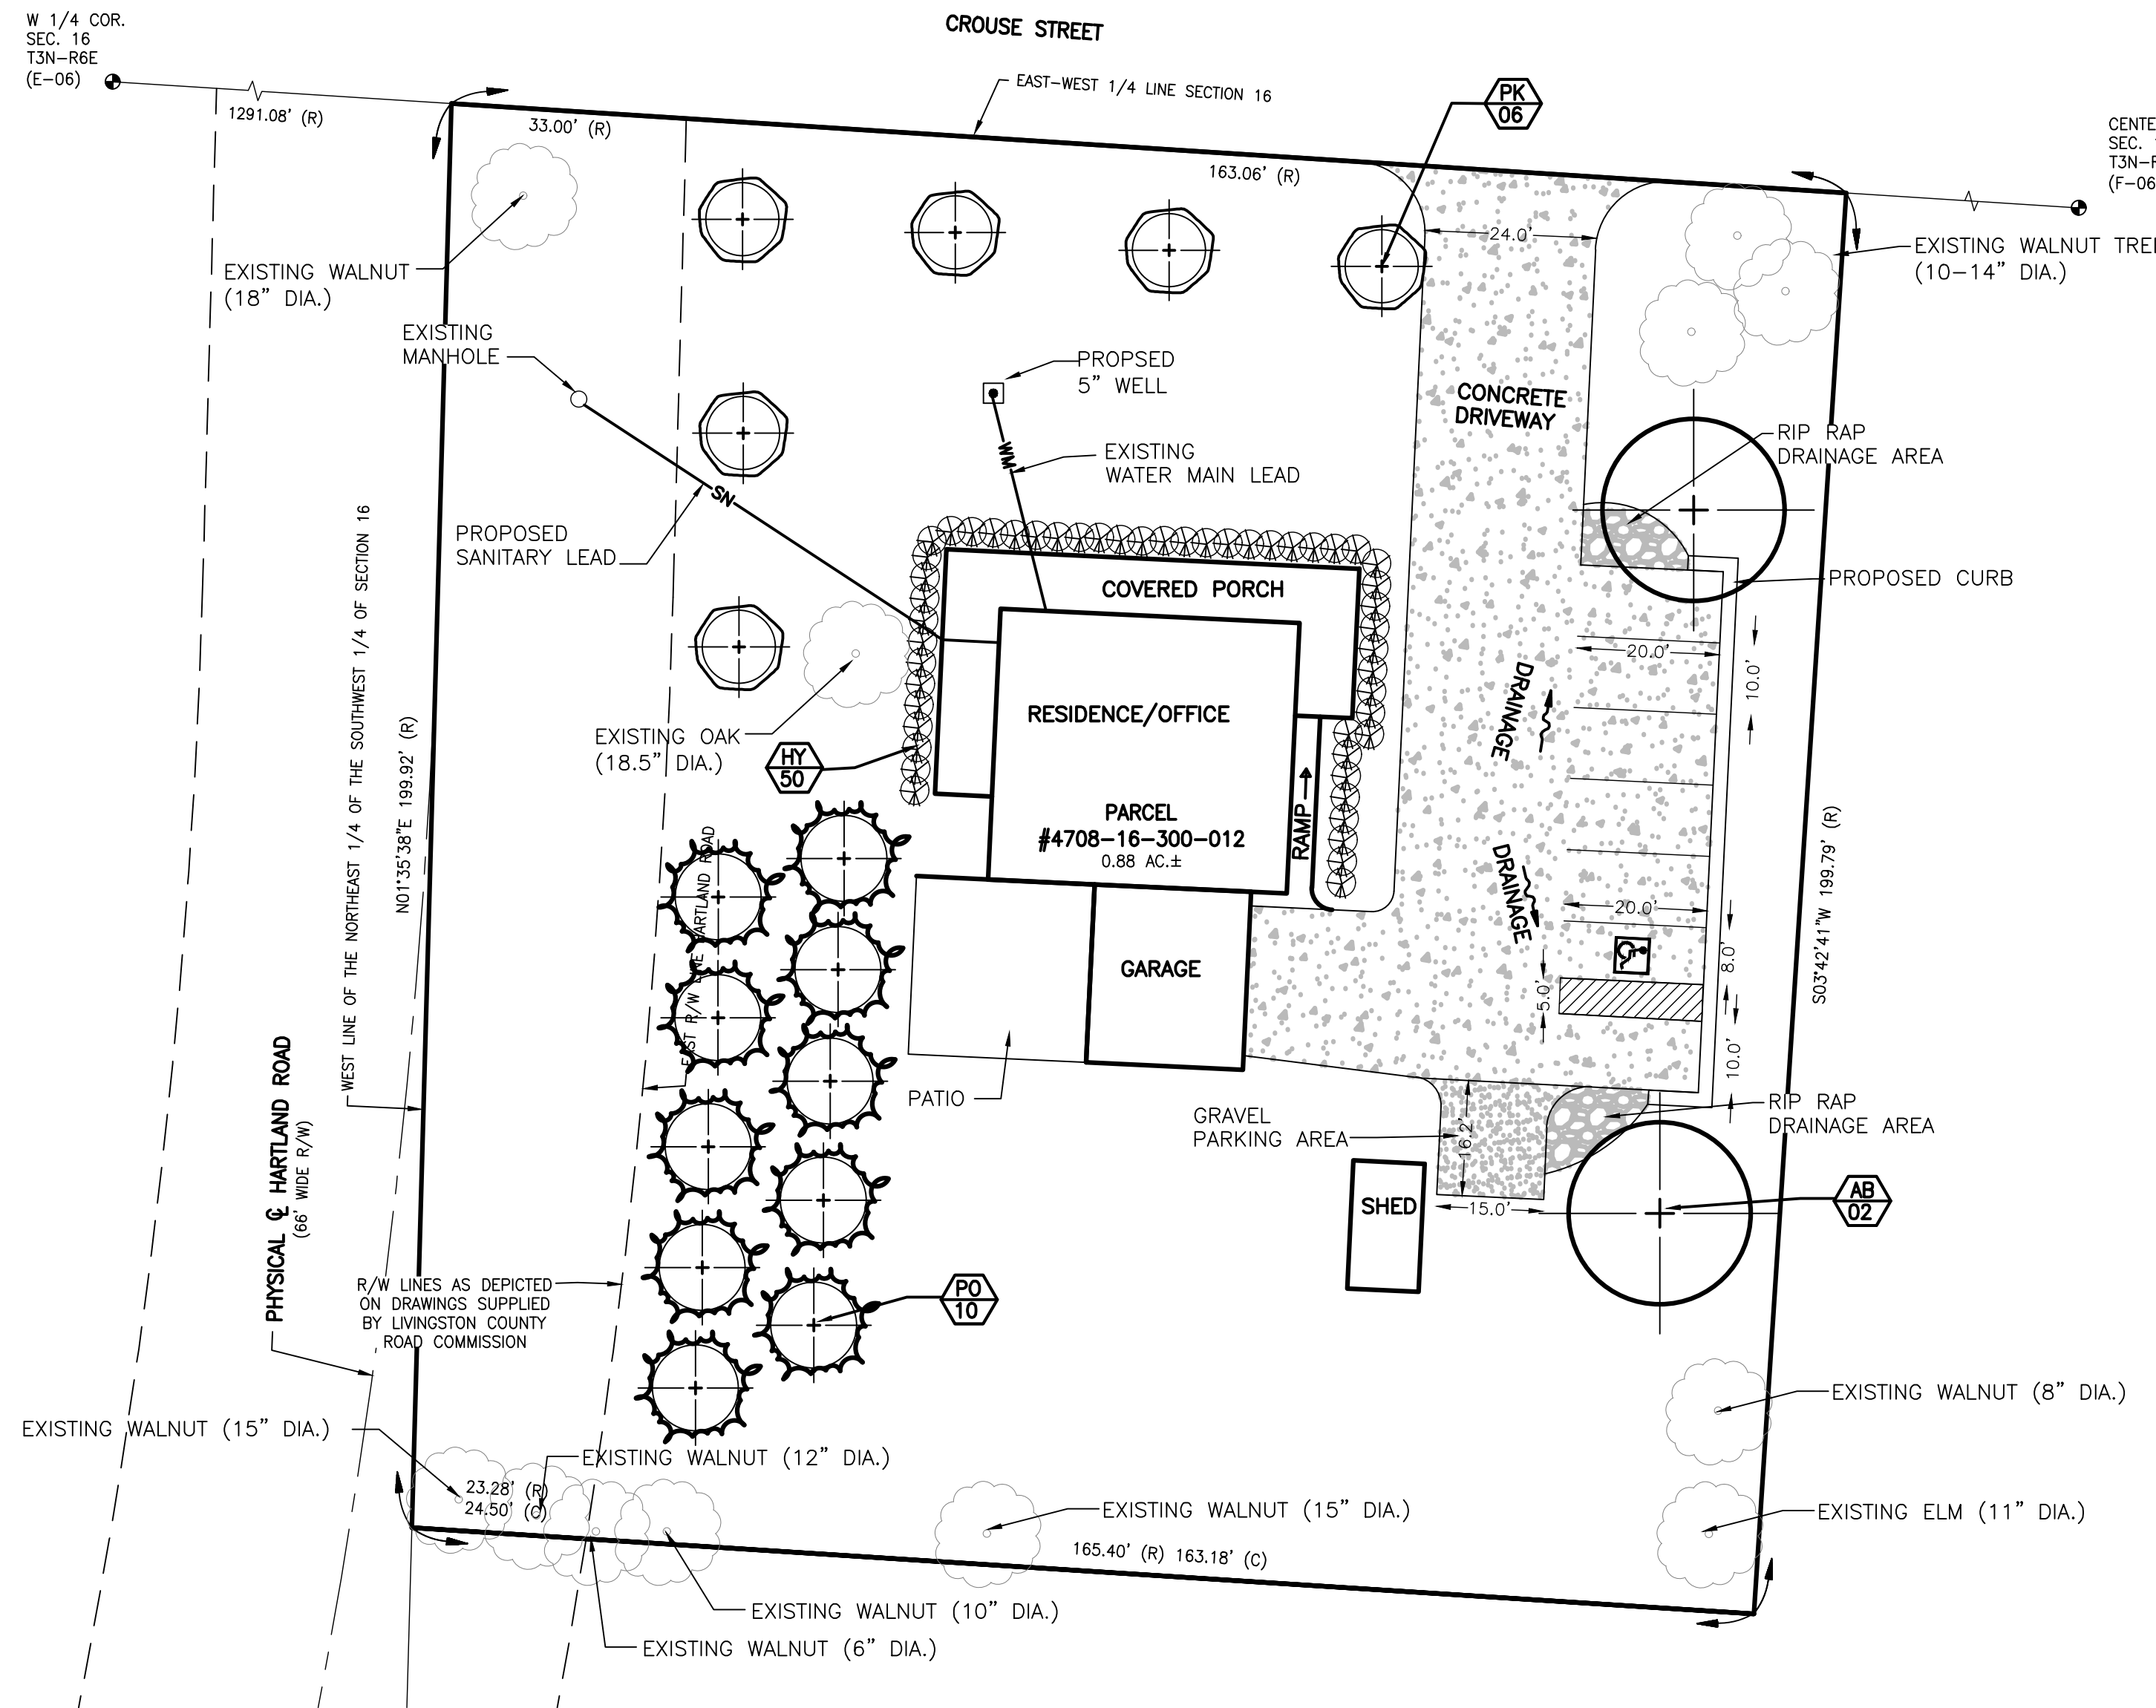 CROUSE STREET
W 1/4 COR.
SEC. 16
T3N-R6E
(E-06)
1291.08' (R)
33.00' (R)
EAST-WEST 1/4 LINE SECTION 16
163.06' (R)
PK
06
CENTE
SEC.
T3N-R
(F-06
EXISTING WALNUT
(18" DIA.)
24.0'
EXISTING WALNUT TREE
(10-14" DIA.)
EXISTING
MANHOLE
PROPSED
5" WELL
CONCRETE
DRIVEWAY
WM
EXISTING
WATER MAIN LEAD
RIP RAP
DRAINAGE AREA
SN
PROPOSED
SANITARY LEAD
COVERED PORCH
PROPOSED CURB
20.0'
10.0'
WEST LINE OF THE NORTHEAST 1/4 OF THE SOUTHWEST 1/4 OF SECTION 16
N01°35'38"E 199.92' (R)
EXISTING OAK
(18.5" DIA.)
HY
50
RESIDENCE/OFFICE
DRAINAGE
PARCEL
#4708-16-300-012
0.88 AC.±
RAMP
DRAINAGE
S03°42'41"W 199.79' (R)
EAST R/W LINE HARTLAND ROAD
20.0'
8.0'
5.0'
10.0'
GARAGE
PATIO
PHYSICAL ℄ HARTLAND ROAD
(66' WIDE R/W)
GRAVEL
PARKING AREA
16.2'
15.0'
RIP RAP
DRAINAGE AREA
SHED
AB
02
R/W LINES AS DEPICTED
ON DRAWINGS SUPPLIED
BY LIVINGSTON COUNTY
ROAD COMMISSION
PO
10
EXISTING WALNUT (8" DIA.)
EXISTING WALNUT (15" DIA.)
EXISTING WALNUT (12" DIA.)
23.28' (R)
24.50' (C)
EXISTING WALNUT (15" DIA.)
EXISTING ELM (11" DIA.)
165.40' (R) 163.18' (C)
EXISTING WALNUT (10" DIA.)
EXISTING WALNUT (6" DIA.)